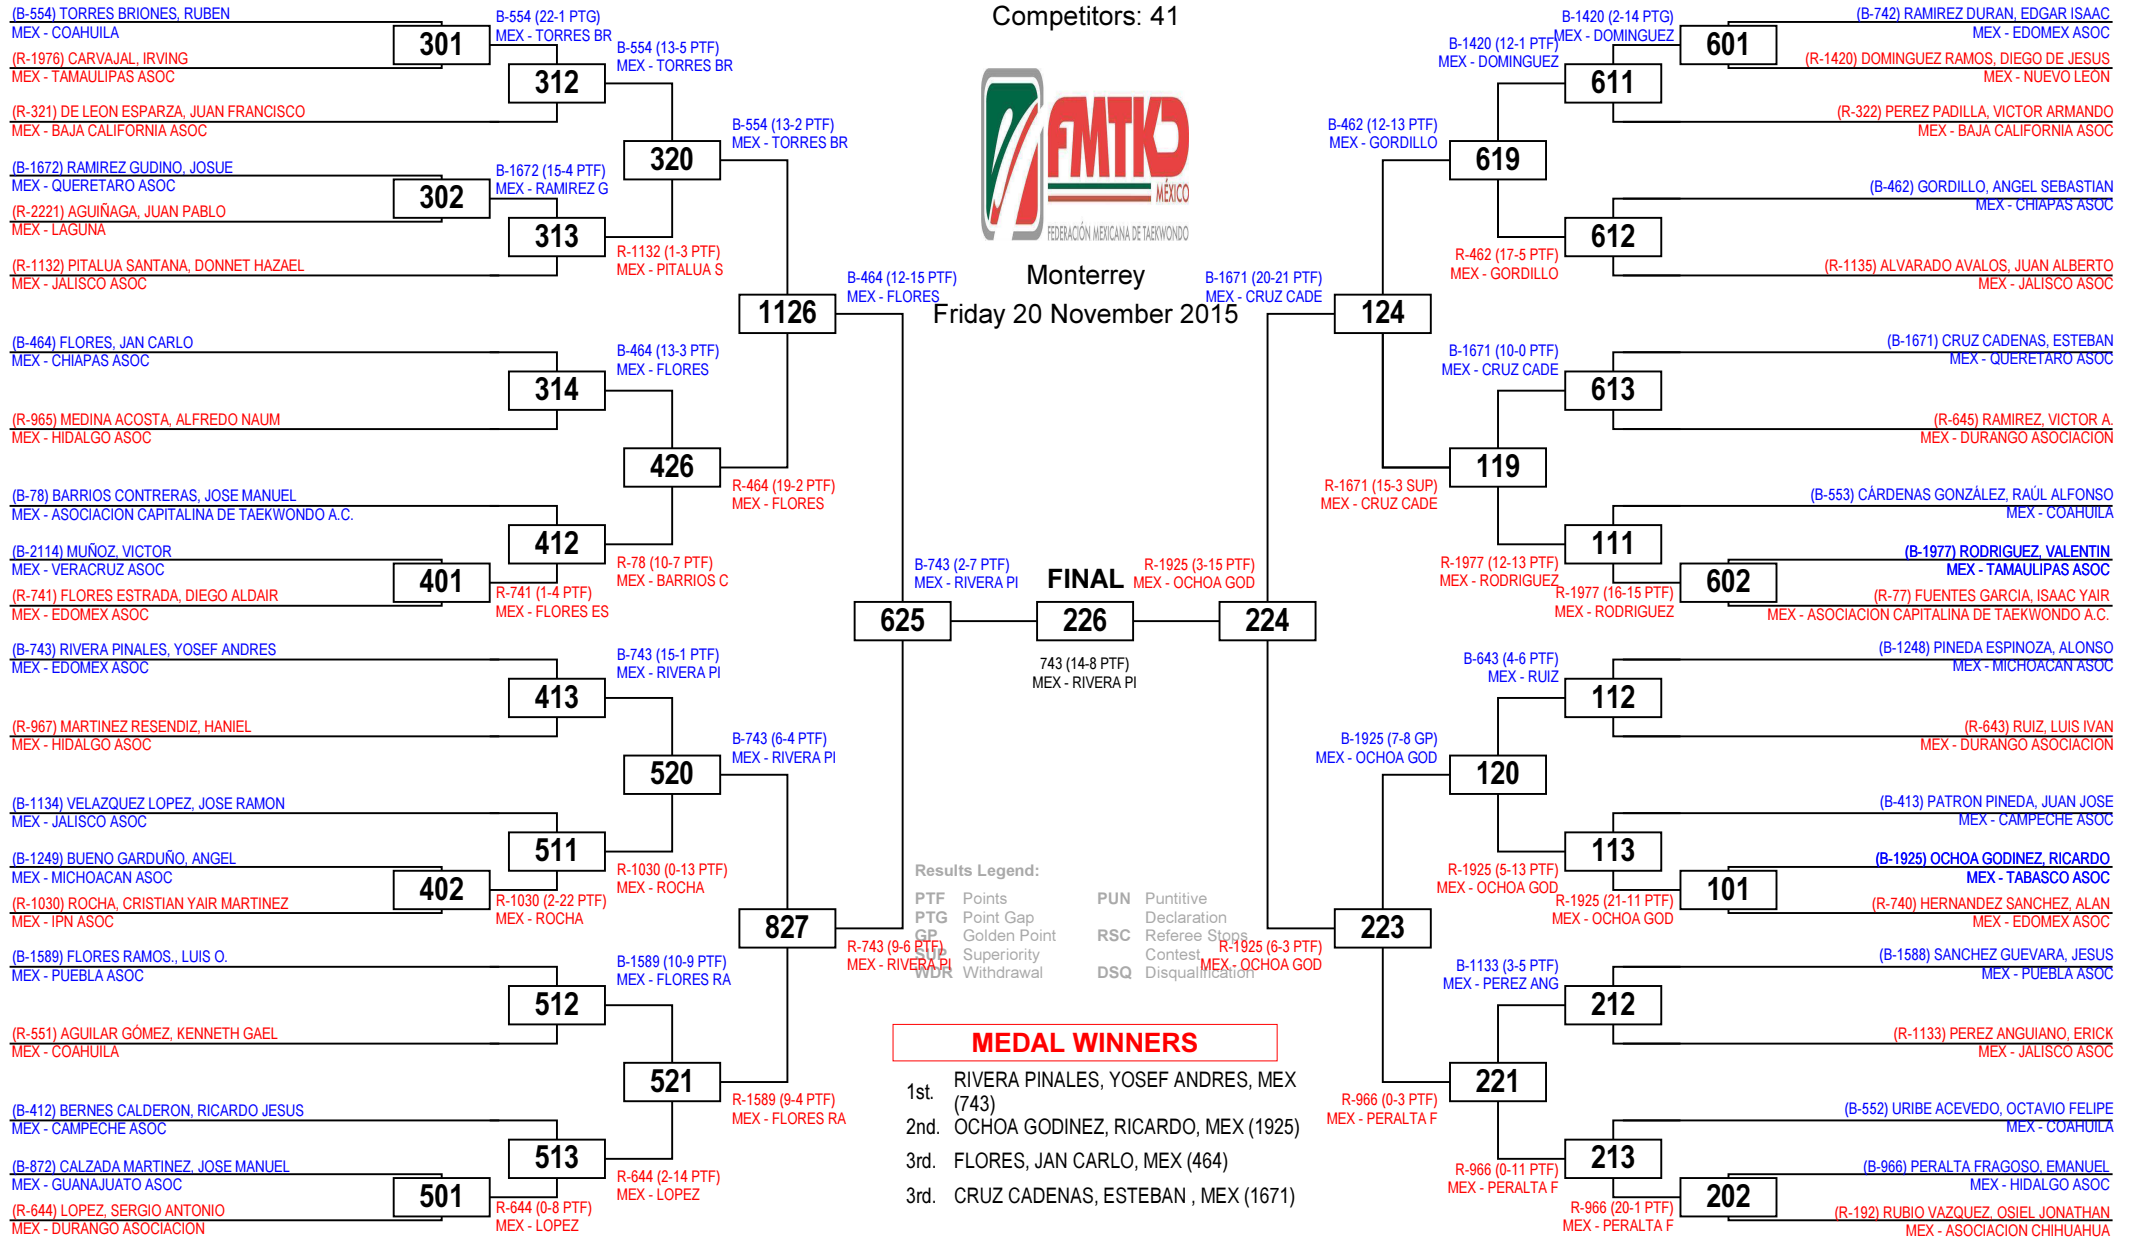 Competitors: 41
FMTKD
MÉXICO
FEDERACIÓN MEXICANA DE TAEKWONDO
Monterrey
Friday 20 November 2015
(B-554) TORRES BRIONES, RUBEN
MEX - COAHUILA
(R-1976) CARVAJAL, IRVING
MEX - TAMAULIPAS ASOC
301
B-554 (22-1 PTG)
MEX - TORRES BR
(R-321) DE LEON ESPARZA, JUAN FRANCISCO
MEX - BAJA CALIFORNIA ASOC
312
B-554 (13-5 PTF)
MEX - TORRES BR
(B-1672) RAMIREZ GUDINO, JOSUE
MEX - QUERETARO ASOC
(R-2221) AGUIÑAGA, JUAN PABLO
MEX - LAGUNA
302
B-1672 (15-4 PTF)
MEX - RAMIREZ G
(R-1132) PITALUA SANTANA, DONNET HAZAEL
MEX - JALISCO ASOC
313
R-1132 (1-3 PTF)
MEX - PITALUA S
320
B-554 (13-2 PTF)
MEX - TORRES BR
(B-464) FLORES, JAN CARLO
MEX - CHIAPAS ASOC
(R-965) MEDINA ACOSTA, ALFREDO NAUM
MEX - HIDALGO ASOC
314
B-464 (13-3 PTF)
MEX - FLORES
(B-78) BARRIOS CONTRERAS, JOSE MANUEL
MEX - ASOCIACION CAPITALINA DE TAEKWONDO A.C.
(B-2114) MUÑOZ, VICTOR
MEX - VERACRUZ ASOC
(R-741) FLORES ESTRADA, DIEGO ALDAIR
MEX - EDOMEX ASOC
401
R-741 (1-4 PTF)
MEX - FLORES ES
412
R-78 (10-7 PTF)
MEX - BARRIOS C
426
R-464 (19-2 PTF)
MEX - FLORES
1126
B-464 (12-15 PTF)
MEX - FLORES
(B-743) RIVERA PINALES, YOSEF ANDRES
MEX - EDOMEX ASOC
(R-967) MARTINEZ RESENDIZ, HANIEL
MEX - HIDALGO ASOC
413
B-743 (15-1 PTF)
MEX - RIVERA PI
(B-1134) VELAZQUEZ LOPEZ, JOSE RAMON
MEX - JALISCO ASOC
(B-1249) BUENO GARDUÑO, ANGEL
MEX - MICHOACAN ASOC
(R-1030) ROCHA, CRISTIAN YAIR MARTINEZ
MEX - IPN ASOC
402
R-1030 (2-22 PTF)
MEX - ROCHA
511
R-1030 (0-13 PTF)
MEX - ROCHA
520
B-743 (6-4 PTF)
MEX - RIVERA PI
(B-1589) FLORES RAMOS., LUIS O.
MEX - PUEBLA ASOC
(R-551) AGUILAR GÓMEZ, KENNETH GAEL
MEX - COAHUILA
512
B-1589 (10-9 PTF)
MEX - FLORES RA
(B-412) BERNES CALDERON, RICARDO JESUS
MEX - CAMPECHE ASOC
(B-872) CALZADA MARTINEZ, JOSE MANUEL
MEX - GUANAJUATO ASOC
(R-644) LOPEZ, SERGIO ANTONIO
MEX - DURANGO ASOCIACION
501
R-644 (0-8 PTF)
MEX - LOPEZ
513
R-644 (2-14 PTF)
MEX - LOPEZ
521
R-1589 (9-4 PTF)
MEX - FLORES RA
827
R-743 (9-6 PTF)
MEX - RIVERA PI
625
B-743 (2-7 PTF)
MEX - RIVERA PI
FINAL
226
743 (14-8 PTF)
MEX - RIVERA PI
R-1925 (3-15 PTF)
MEX - OCHOA GOD
224
B-1671 (20-21 PTF)
MEX - CRUZ CADE
124
B-462 (12-13 PTF)
MEX - GORDILLO
619
B-1420 (12-1 PTF)
MEX - DOMINGUEZ
611
B-1420 (2-14 PTG)
MEX - DOMINGUEZ
601
(B-742) RAMIREZ DURAN, EDGAR ISAAC
MEX - EDOMEX ASOC
(R-1420) DOMINGUEZ RAMOS, DIEGO DE JESUS
MEX - NUEVO LEON
(R-322) PEREZ PADILLA, VICTOR ARMANDO
MEX - BAJA CALIFORNIA ASOC
R-462 (17-5 PTF)
MEX - GORDILLO
612
(B-462) GORDILLO, ANGEL SEBASTIAN
MEX - CHIAPAS ASOC
(R-1135) ALVARADO AVALOS, JUAN ALBERTO
MEX - JALISCO ASOC
R-1671 (15-3 SUP)
MEX - CRUZ CADE
119
B-1671 (10-0 PTF)
MEX - CRUZ CADE
613
(B-1671) CRUZ CADENAS, ESTEBAN
MEX - QUERETARO ASOC
(R-645) RAMIREZ, VICTOR A.
MEX - DURANGO ASOCIACION
R-1977 (12-13 PTF)
MEX - RODRIGUEZ
111
(B-553) CÁRDENAS GONZÁLEZ, RAÚL ALFONSO
MEX - COAHUILA
R-1977 (16-15 PTF)
MEX - RODRIGUEZ
602
(B-1977) RODRIGUEZ, VALENTIN
MEX - TAMAULIPAS ASOC
(R-77) FUENTES GARCIA, ISAAC YAIR
MEX - ASOCIACION CAPITALINA DE TAEKWONDO A.C.
R-1925 (6-3 PTF)
MEX - OCHOA GOD
223
B-1925 (7-8 GP)
MEX - OCHOA GOD
120
B-643 (4-6 PTF)
MEX - RUIZ
112
(B-1248) PINEDA ESPINOZA, ALONSO
MEX - MICHOACAN ASOC
(R-643) RUIZ, LUIS IVAN
MEX - DURANGO ASOCIACION
R-1925 (5-13 PTF)
MEX - OCHOA GOD
113
(B-413) PATRON PINEDA, JUAN JOSE
MEX - CAMPECHE ASOC
R-1925 (21-11 PTF)
MEX - OCHOA GOD
101
(B-1925) OCHOA GODINEZ, RICARDO
MEX - TABASCO ASOC
(R-740) HERNANDEZ SANCHEZ, ALAN
MEX - EDOMEX ASOC
R-966 (0-3 PTF)
MEX - PERALTA F
221
B-1133 (3-5 PTF)
MEX - PEREZ ANG
212
(B-1588) SANCHEZ GUEVARA, JESUS
MEX - PUEBLA ASOC
(R-1133) PEREZ ANGUIANO, ERICK
MEX - JALISCO ASOC
R-966 (0-11 PTF)
MEX - PERALTA F
213
(B-552) URIBE ACEVEDO, OCTAVIO FELIPE
MEX - COAHUILA
R-966 (20-1 PTF)
MEX - PERALTA F
202
(B-966) PERALTA FRAGOSO, EMANUEL
MEX - HIDALGO ASOC
(R-192) RUBIO VAZQUEZ, OSIEL JONATHAN
MEX - ASOCIACION CHIHUAHUA
Results Legend:
PTF Points
PTG Point Gap
GP Golden Point
SUP Superiority
WDR Withdrawal
PUN Puntitive
Declaration
RSC Referee Stops
Contest
DSQ Disqualification
MEDAL WINNERS
1st. RIVERA PINALES, YOSEF ANDRES, MEX
(743)
2nd. OCHOA GODINEZ, RICARDO, MEX (1925)
3rd. FLORES, JAN CARLO, MEX (464)
3rd. CRUZ CADENAS, ESTEBAN , MEX (1671)